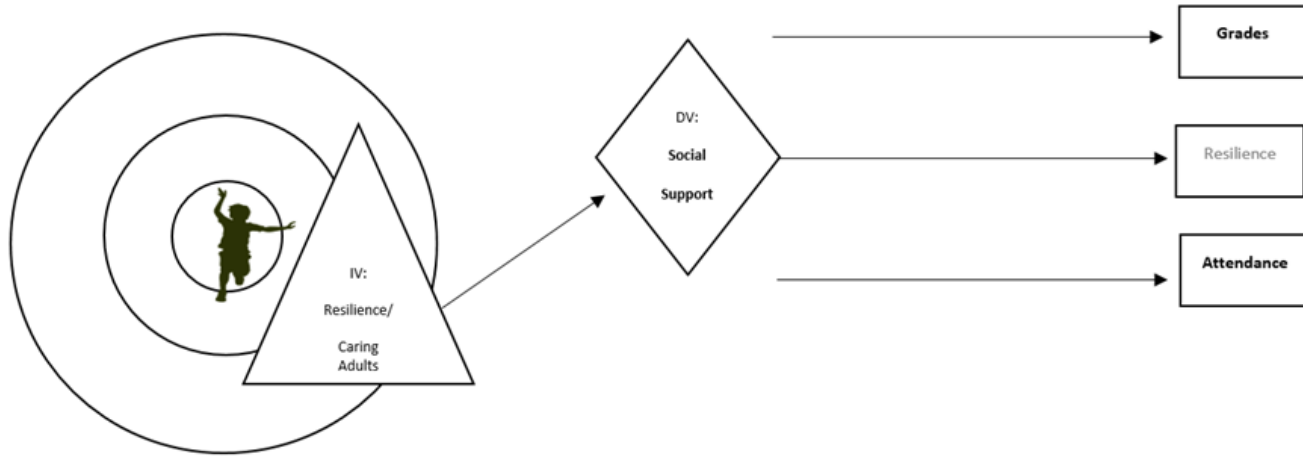 IV:
Resilience/
Caring
Adults
DV:
Social
Support
Grades
Resilience
Attendance